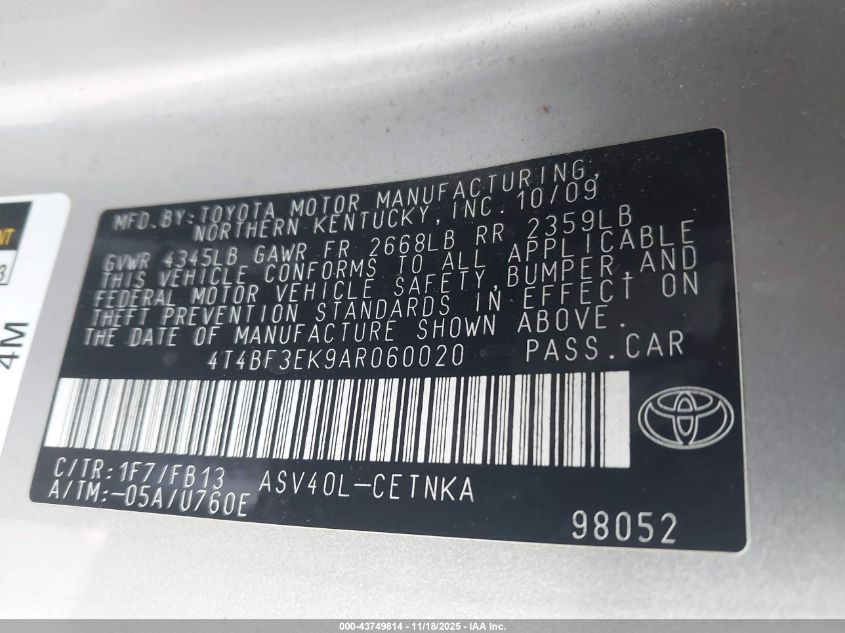 MFD.BY:TOYOTA MOTOR MANUFACTURING,
NORTHERN KENTUCKY, INC. 10/09
GVWR 4345LB GAWR FR 2668LB RR 2359LB
THIS VEHICLE CONFORMS TO ALL APPLICABLE
FEDERAL MOTOR VEHICLE SAFETY, BUMPER, AND
THEFT PREVENTION STANDARDS IN EFFECT ON
THE DATE OF MANUFACTURE SHOWN ABOVE.
4T4BF3EK9AR060020 PASS.CAR
C/TR:1F7/FB13 ASV40L-CETNKA
A/TM:-05A/U760E
98052
4M
000-43749814 - 11/18/2025 - IAA Inc.